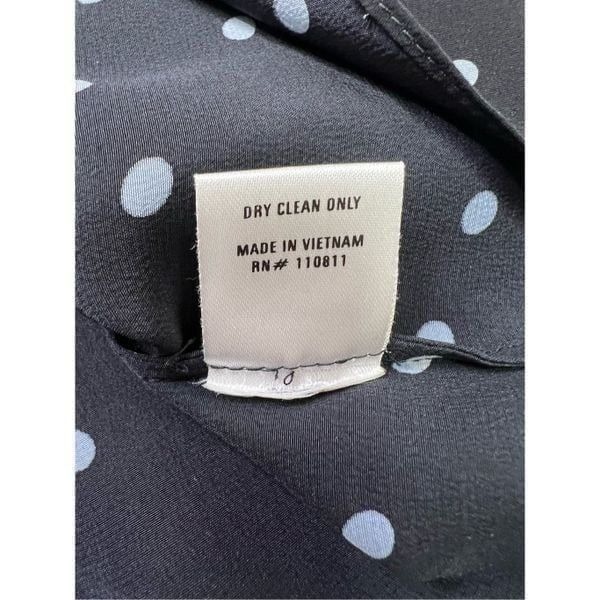 DRY CLEAN ONLY
MADE IN VIETNAM
RN# 110811